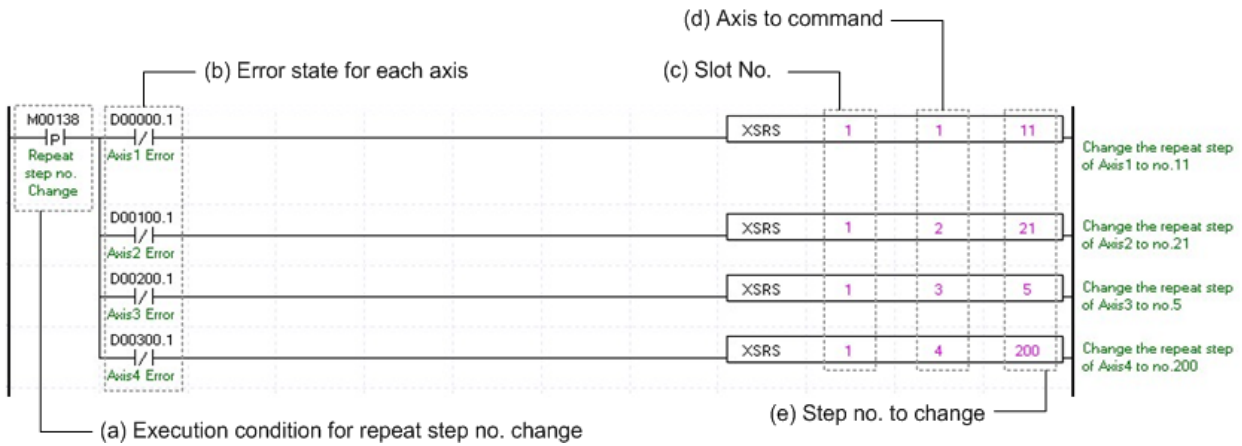 (d) Axis to command
(b) Error state for each axis
(c) Slot No.
M00138
P
Repeat
step no.
Change
D00000.1
Axis1 Error
XSRS 1 1 11
Change the repeat step
of Axis1 to no.11
D00100.1
Axis2 Error
XSRS 1 2 21
Change the repeat step
of Axis2 to no.21
D00200.1
Axis3 Error
XSRS 1 3 5
Change the repeat step
of Axis3 to no.5
D00300.1
Axis4 Error
XSRS 1 4 200
Change the repeat step
of Axis4 to no.200
(e) Step no. to change
(a) Execution condition for repeat step no. change